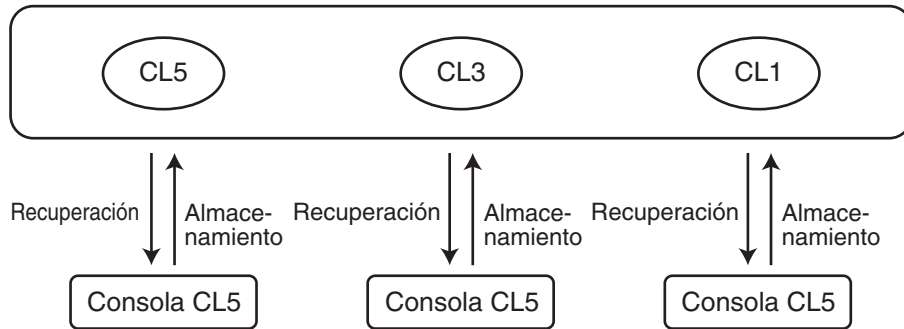 CL5
CL3
CL1
Recuperación
Almace-
namiento
Recuperación
Almace-
namiento
Recuperación
Almace-
namiento
Consola CL5
Consola CL5
Consola CL5